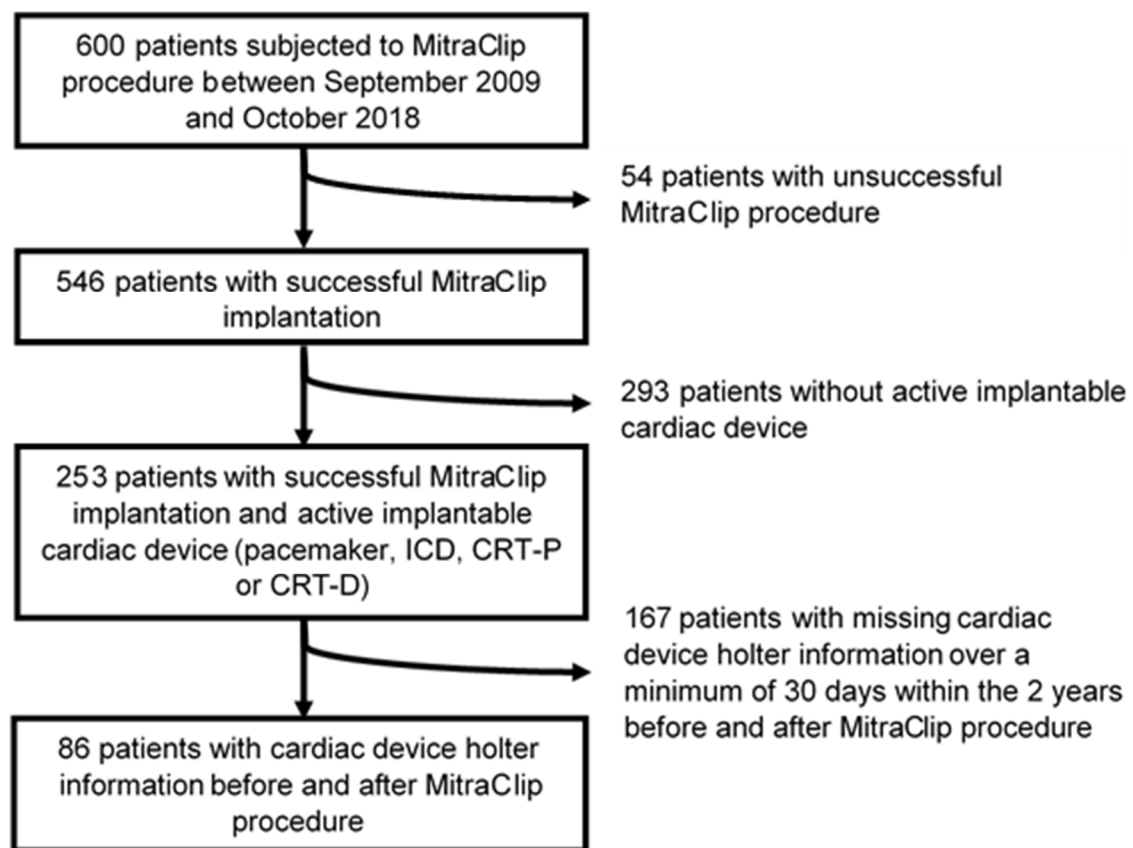 600 patients subjected to MitraClip
procedure between September 2009
and October 2018
54 patients with unsuccessful
MitraClip procedure
546 patients with successful MitraClip
implantation
293 patients without active implantable
cardiac device
253 patients with successful MitraClip
implantation and active implantable
cardiac device (pacemaker, ICD, CRT-P
or CRT-D)
167 patients with missing cardiac
device holter information over a
minimum of 30 days within the 2 years
before and after MitraClip procedure
86 patients with cardiac device holter
information before and after MitraClip
procedure